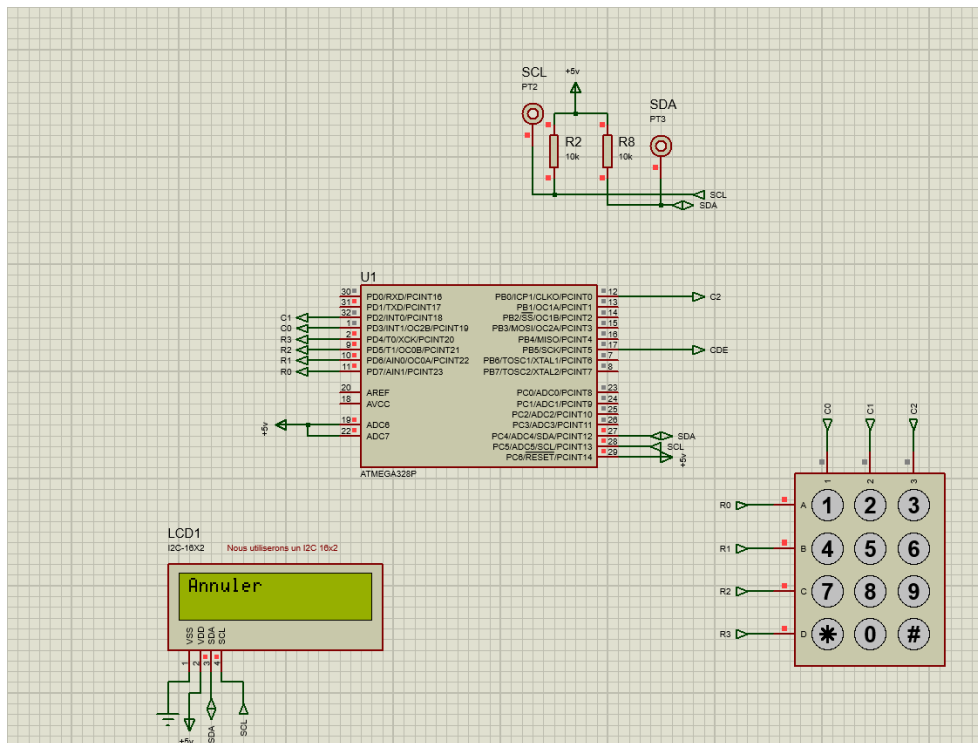 SCL
PT2
+5v
SDA
PT3
R2
10k
R8
10k
SCL
SDA
U1
30 PD0/RXD/PCINT16
31 PD1/TXD/PCINT17
C1 32 PD2/INT0/PCINT18
C0 1 PD3/INT1/OC2B/PCINT19
R3 2 PD4/T0/XCK/PCINT20
R2 9 PD5/T1/OC0B/PCINT21
R1 10 PD6/AIN0/OC0A/PCINT22
R0 11 PD7/AIN1/PCINT23
20 AREF
18 AVCC
+5v
19 ADC6
22 ADC7
PB0/ICP1/CLKO/PCINT0 12 C2
PB1/OC1A/PCINT1 13
PB2/SS/OC1B/PCINT2 14
PB3/MOSI/OC2A/PCINT3 15
PB4/MISO/PCINT4 16
PB5/SCK/PCINT5 17 CDE
PB6/TOSC1/XTAL1/PCINT6 7
PB7/TOSC2/XTAL2/PCINT7 8
PC0/ADC0/PCINT8 23
PC1/ADC1/PCINT9 24
PC2/ADC2/PCINT10 25
PC3/ADC3/PCINT11 26
PC4/ADC4/SDA/PCINT12 27 SDA
PC5/ADC5/SCL/PCINT13 28 SCL
PC6/RESET/PCINT14 29 +5v
ATMEGA328P
LCD1
I2C-16X2 Nous utiliserons un I2C 16x2
Annuler
VSS
VDD
SDA
SCL
1 2 3 4
+5v
SDA
SCL
C0 C1 C2
1 2 3
R0 A 1 2 3
R1 B 4 5 6
R2 C 7 8 9
R3 D * 0 #